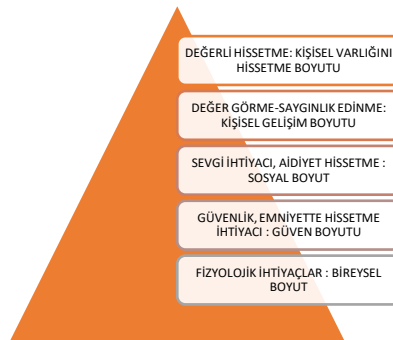 DEĞERLİ HİSSETME: KİŞİSEL VARLIĞINI
HİSSETME BOYUTU
DEĞER GÖRME-SAYGINLIK EDİNME:
KİŞİSEL GELİŞİM BOYUTU
SEVGİ İHTİYACI, AİDİYET HİSSETME :
SOSYAL BOYUT
GÜVENLİK, EMNİYETTE HİSSETME
İHTİYACI : GÜVEN BOYUTU
FİZYOLOJİK İHTİYAÇLAR : BİREYSEL
BOYUT